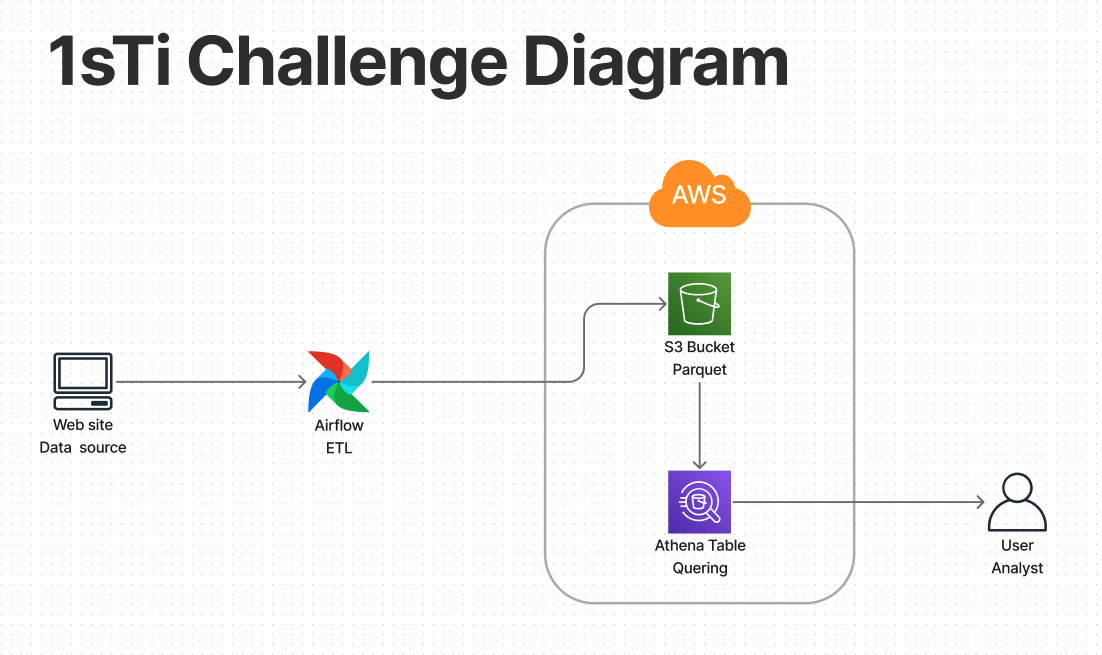 1sTi Challenge Diagram
AWS
S3 Bucket
Parquet
Web site
Data source
Airflow
ETL
Athena Table
Quering
User
Analyst